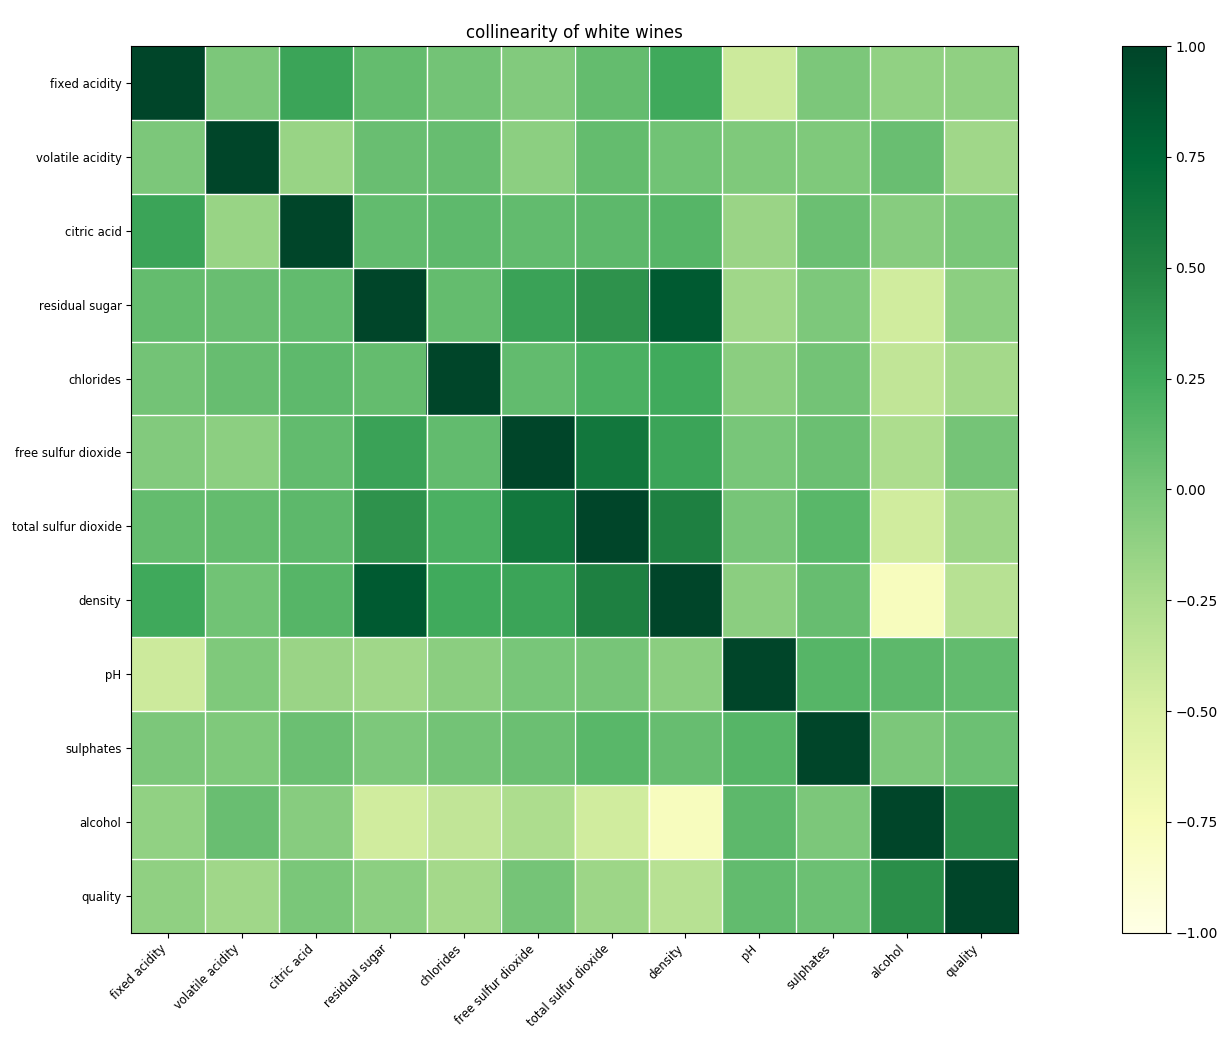 collinearity of white wines
fixed acidity
volatile acidity
citric acid
residual sugar
chlorides
free sulfur dioxide
total sulfur dioxide
density
pH
sulphates
alcohol
quality
fixed acidity
volatile acidity
citric acid
residual sugar
chlorides
free sulfur dioxide
total sulfur dioxide
density
pH
sulphates
alcohol
quality
1.00
0.75
0.50
0.25
0.00
−0.25
−0.50
−0.75
−1.00